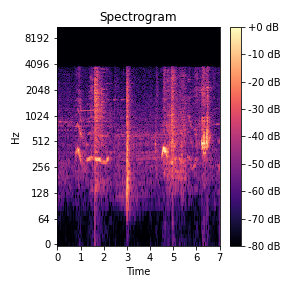 Spectrogram
8192
4096
2048
1024
512
256
128
64
0
Hz
0 1 2 3 4 5 6 7
Time
+0 dB
-10 dB
-20 dB
-30 dB
-40 dB
-50 dB
-60 dB
-70 dB
-80 dB